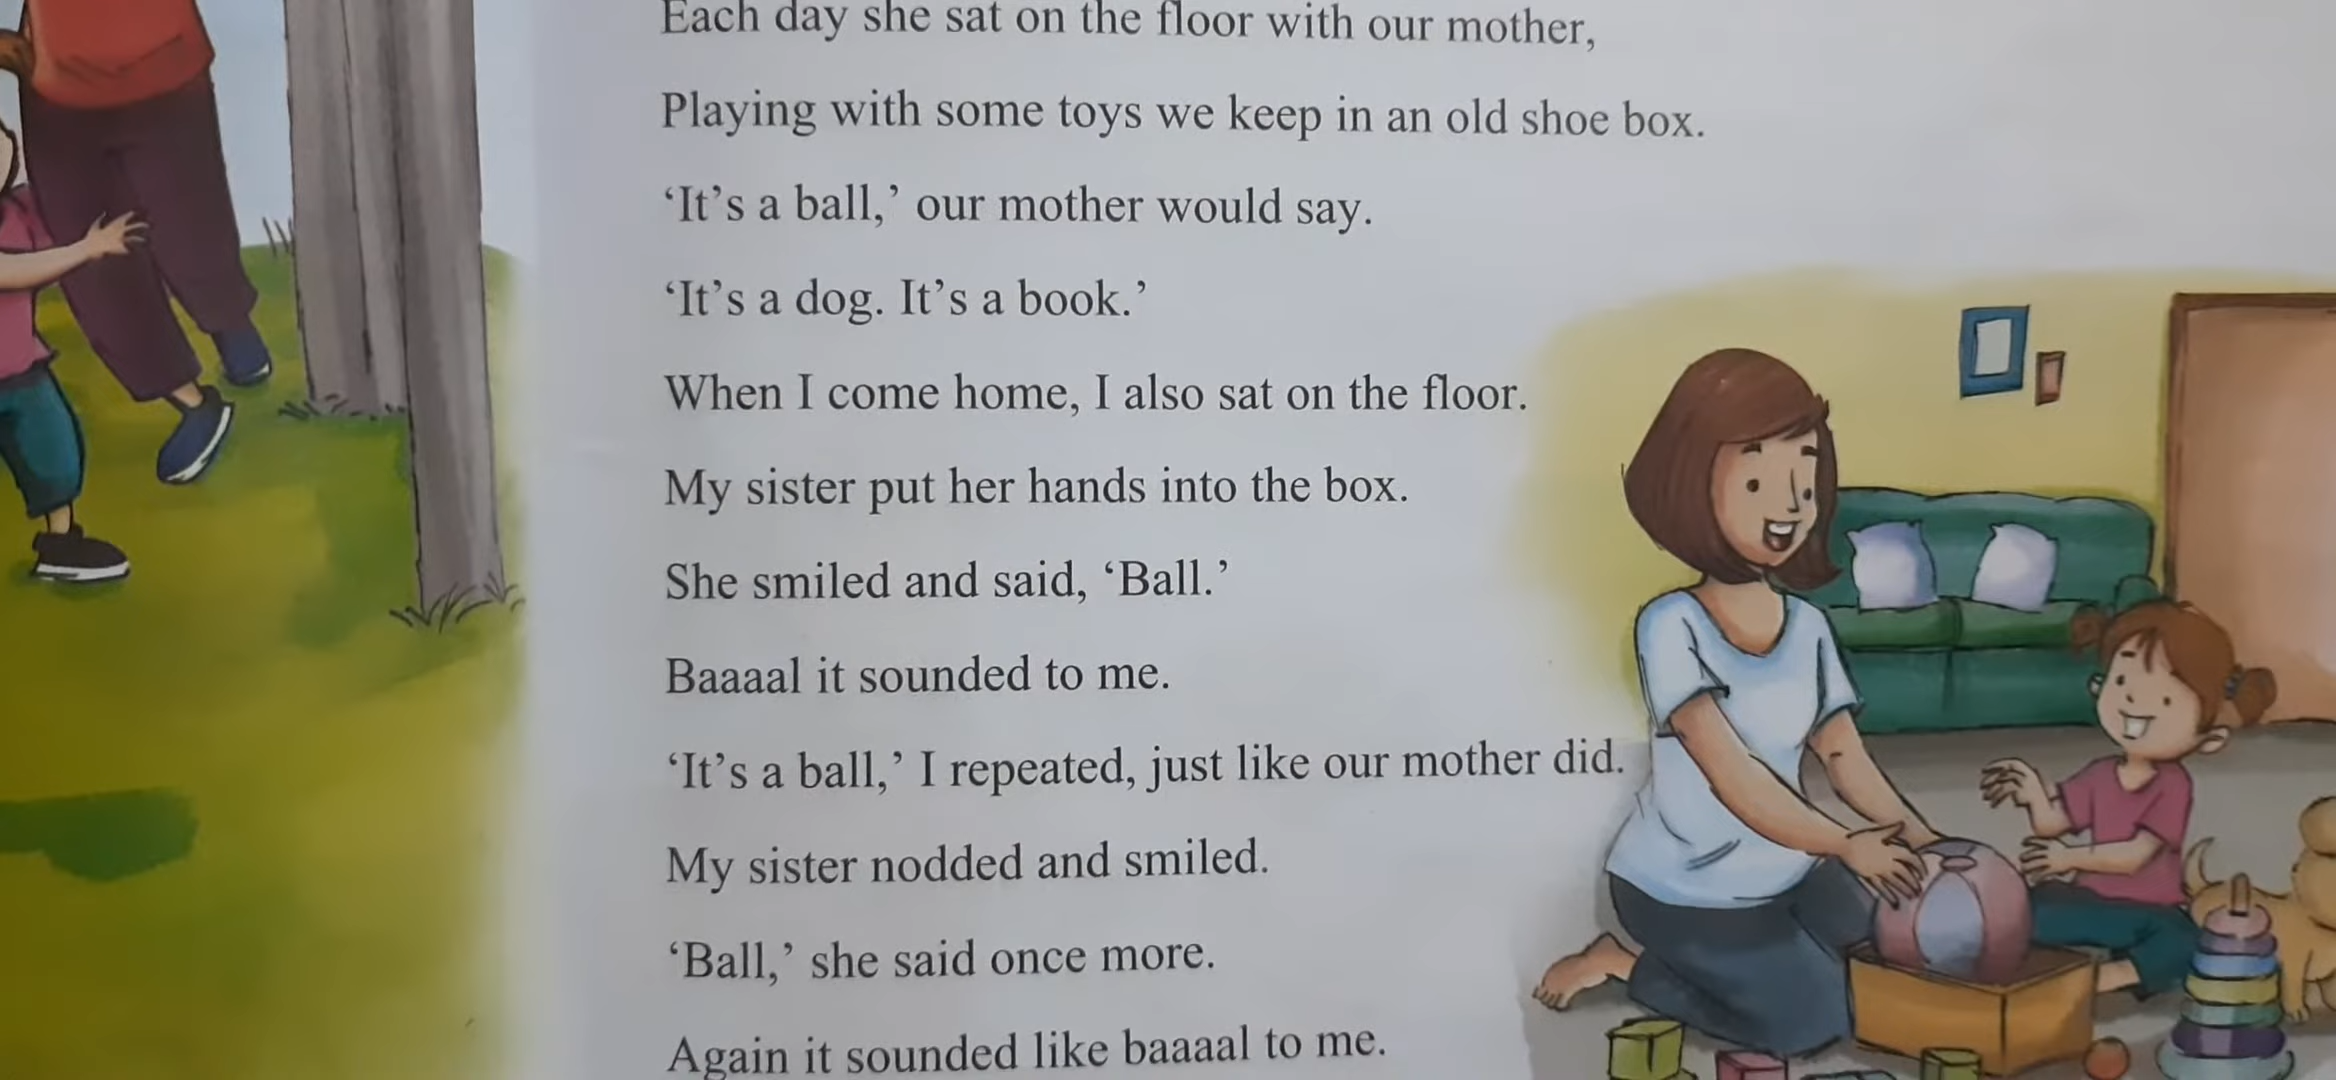 Each day she sat on the floor with our mother,
Playing with some toys we keep in an old shoe box.
‘It’s a ball,’ our mother would say.
‘It’s a dog. It’s a book.’
When I come home, I also sat on the floor.
My sister put her hands into the box.
She smiled and said, ‘Ball.’
Baaaal it sounded to me.
‘It’s a ball,’ I repeated, just like our mother did.
My sister nodded and smiled.
‘Ball,’ she said once more.
Again it sounded like baaaal to me.